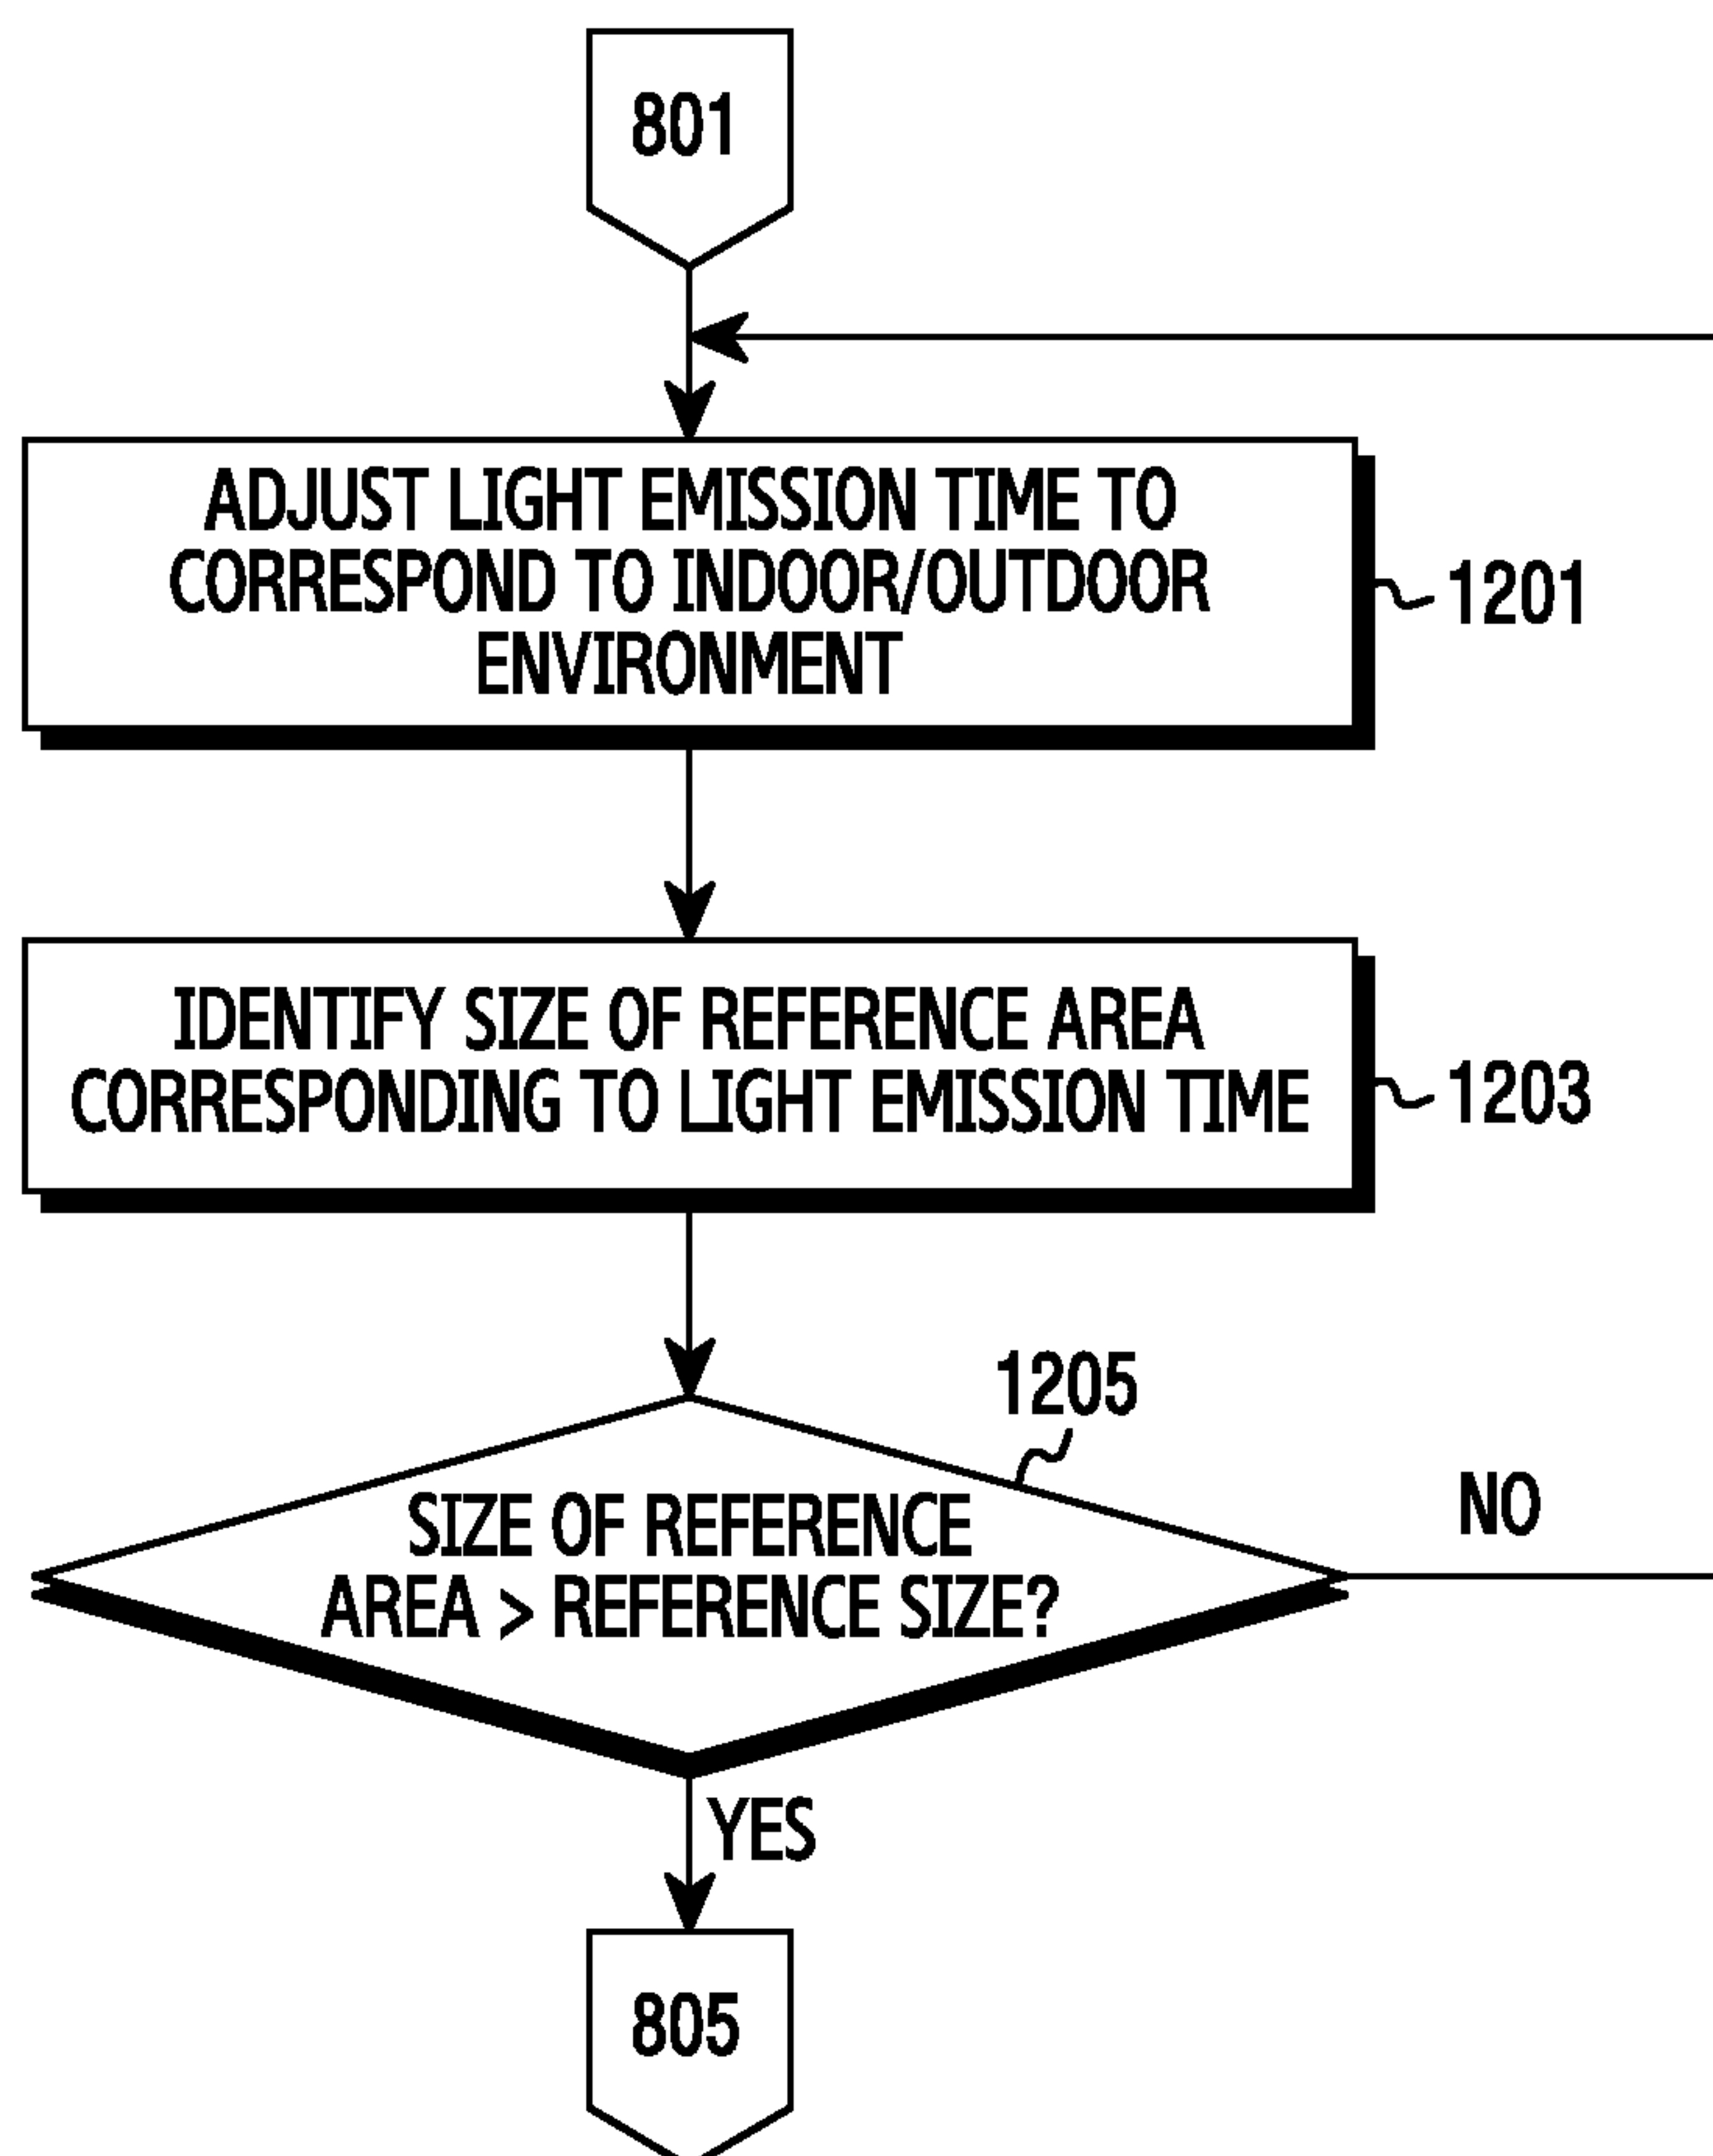 801
ADJUST LIGHT EMISSION TIME TO
CORRESPOND TO INDOOR/OUTDOOR
ENVIRONMENT
1201
IDENTIFY SIZE OF REFERENCE AREA
CORRESPONDING TO LIGHT EMISSION TIME
1203
1205
SIZE OF REFERENCE
AREA > REFERENCE SIZE?
NO
YES
805